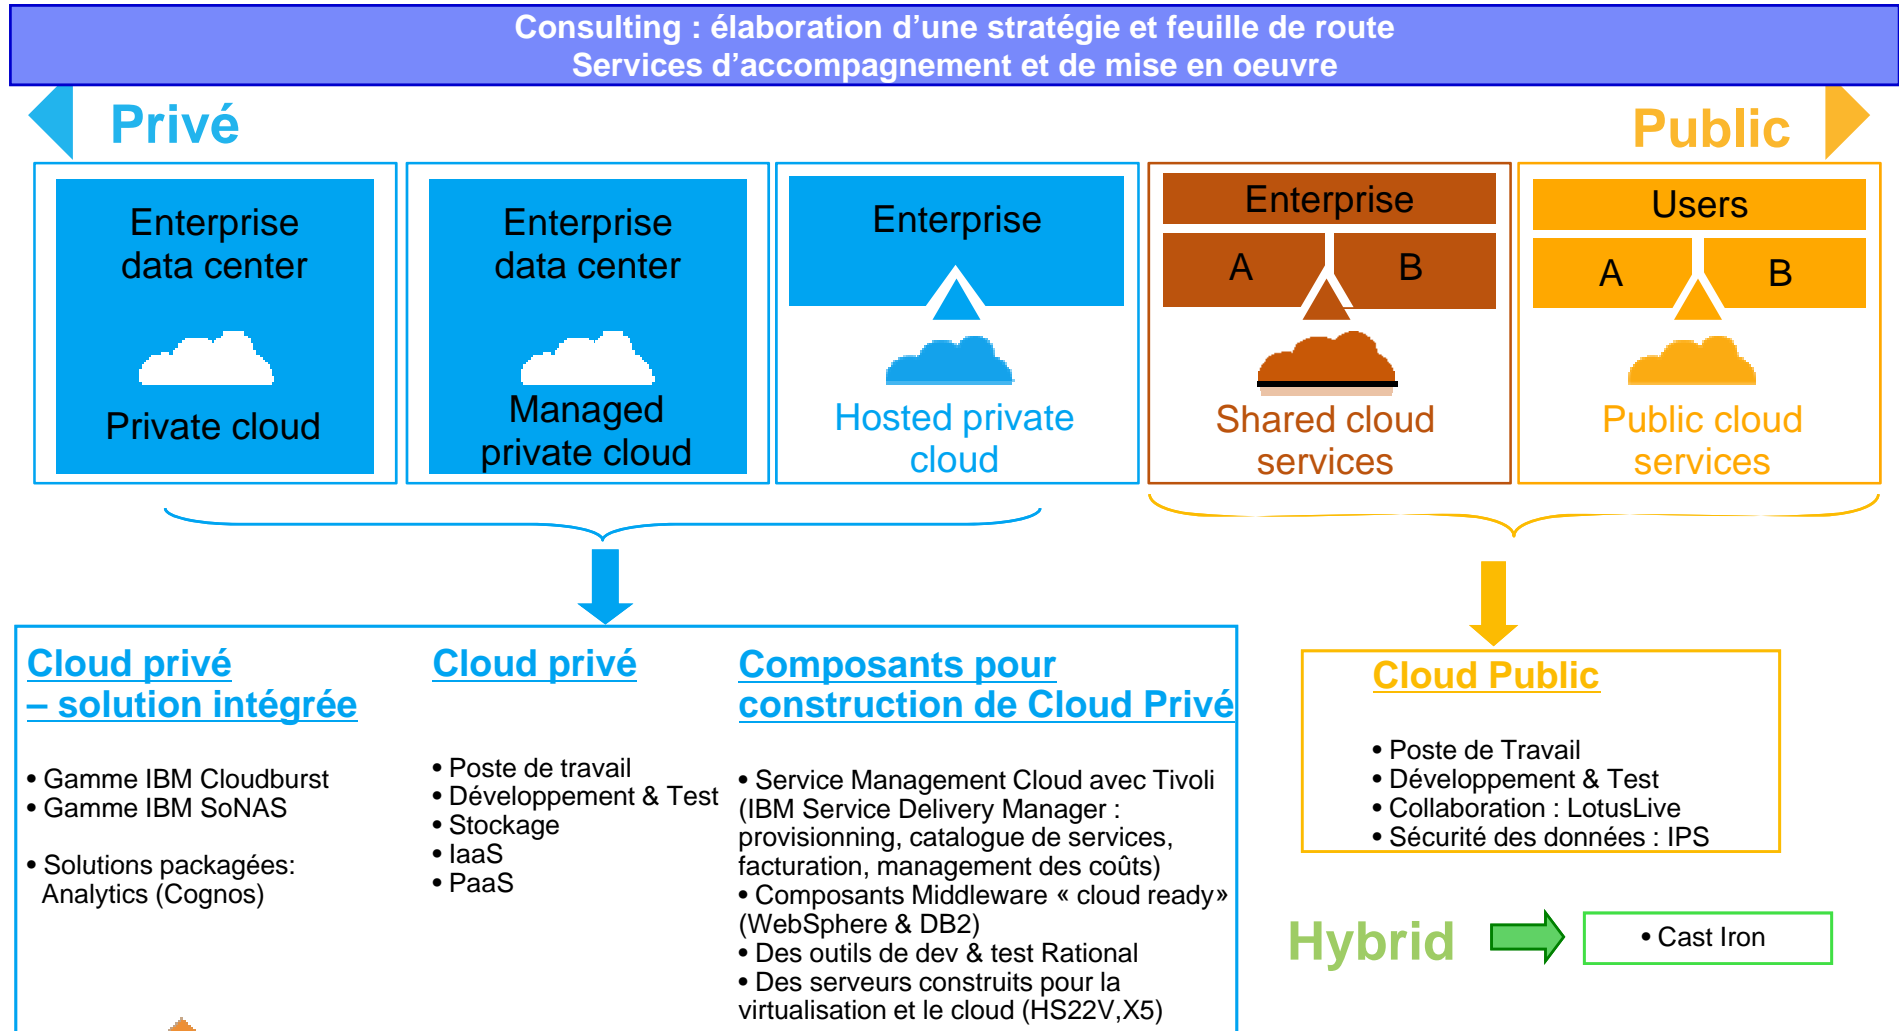 Consulting : élaboration d’une stratégie et feuille de route
Services d’accompagnement et de mise en oeuvre
Privé
Public
Enterprise
data center
Private cloud
Enterprise
data center
Managed
private cloud
Enterprise
Hosted private
cloud
Enterprise
A
B
Shared cloud
services
Users
A
B
Public cloud
services
Cloud privé
– solution intégrée
• Gamme IBM Cloudburst
• Gamme IBM SoNAS
• Solutions packagées:
Analytics (Cognos)
Cloud privé
• Poste de travail
• Développement & Test
• Stockage
• IaaS
• PaaS
Composants pour
construction de Cloud Privé
• Service Management Cloud avec Tivoli
(IBM Service Delivery Manager :
provisionning, catalogue de services,
facturation, management des coûts)
• Composants Middleware « cloud ready»
(WebSphere & DB2)
• Des outils de dev & test Rational
• Des serveurs construits pour la
virtualisation et le cloud (HS22V,X5)
Cloud Public
• Poste de Travail
• Développement & Test
• Collaboration : LotusLive
• Sécurité des données : IPS
Hybrid
• Cast Iron